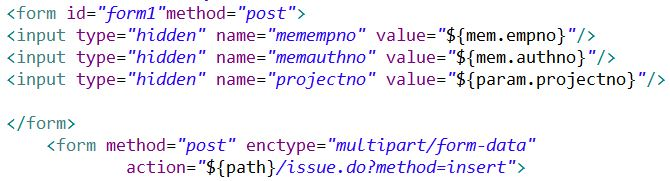 <form id="form1"method="post">
<input type="hidden" name="memempno" value="${mem.empno}"/>
<input type="hidden" name="memauthno" value="${mem.authno}"/>
<input type="hidden" name="projectno" value="${param.projectno}"/>
</form>
<form method="post" enctype="multipart/form-data"
action="${path}/issue.do?method=insert">